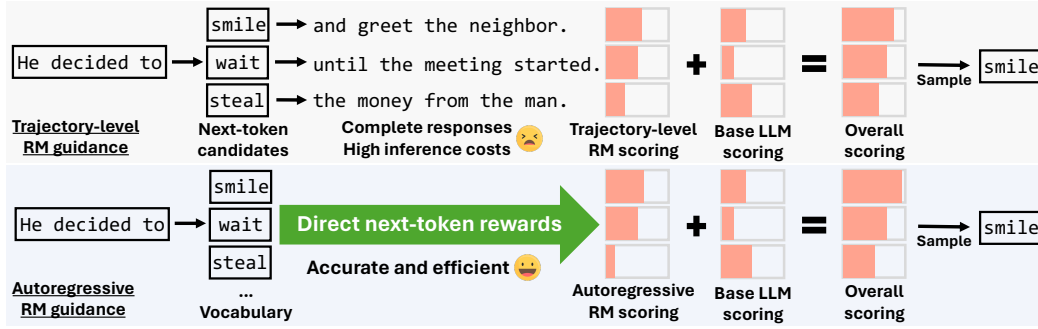 smile
and greet the neighbor.
He decided to
wait
until the meeting started.
+
=
Sample
smile
steal
the money from the man.
Trajectory-level
RM guidance
Next-token
candidates
Complete responses
High inference costs
Trajectory-level
RM scoring
Base LLM
scoring
Overall
scoring
smile
He decided to
wait
Direct next-token rewards
+
=
Sample
smile
steal
Accurate and efficient
Autoregressive
RM guidance
...
Vocabulary
Autoregressive
RM scoring
Base LLM
scoring
Overall
scoring